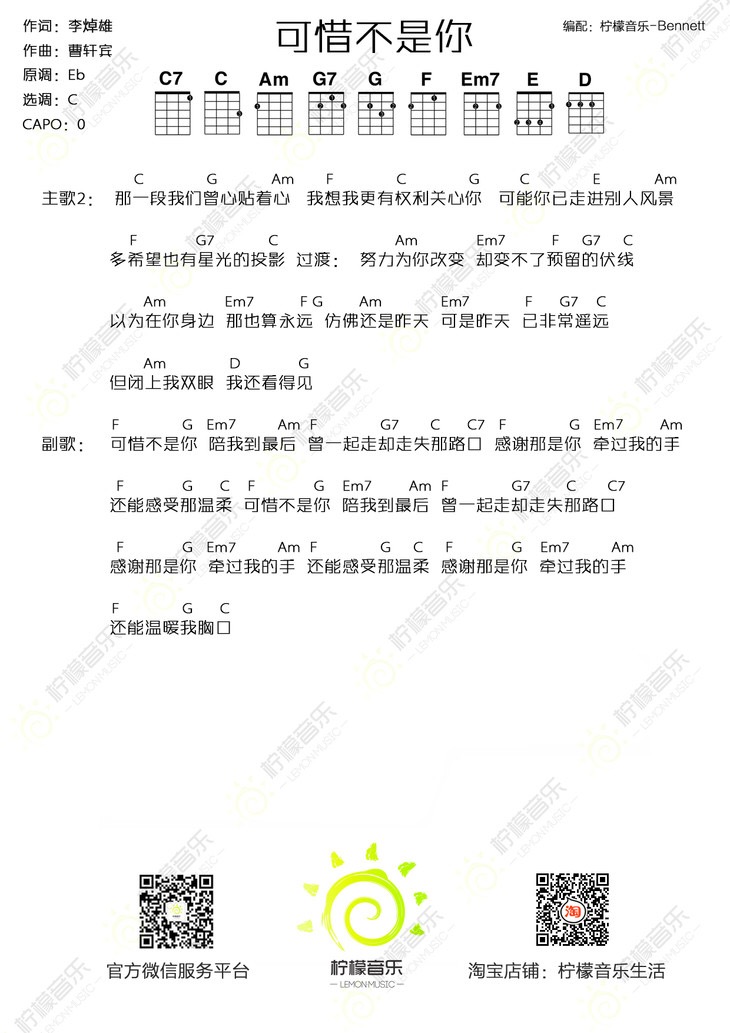 作词：李焯雄
可惜不是你
编配：柠檬音乐-Bennett
作曲：曹轩宾
原调：Eb
选调：C
CAPO：0
C7 C Am G7 G F Em7 E D
C G Am F C G C E Am
主歌2： 那一段我们曾心贴着心 我想我更有权利关心你 可能你已走进别人风景
F G7 C Am Em7 F G7 C
多希望也有星光的投影 过渡： 努力为你改变 却变不了预留的伏线
Am Em7 F G Am Em7 F G7 C
以为在你身边 那也算永远 仿佛还是昨天 可是昨天 已非常遥远
Am D G
但闭上我双眼 我还看得见
F G Em7 Am F G7 C C7 F G Em7 Am
副歌： 可惜不是你 陪我到最后 曾一起走却走失那路口 感谢那是你 牵过我的手
F G C F G Em7 Am F G7 C C7
还能感受那温柔 可惜不是你 陪我到最后 曾一起走却走失那路口
F G Em7 Am F G C F G Em7 Am
感谢那是你 牵过我的手 还能感受那温柔 感谢那是你 牵过我的手
F G C
还能温暖我胸口
淘
官方微信服务平台
柠檬音乐
—LEMONMUSIC—
淘宝店铺：柠檬音乐生活